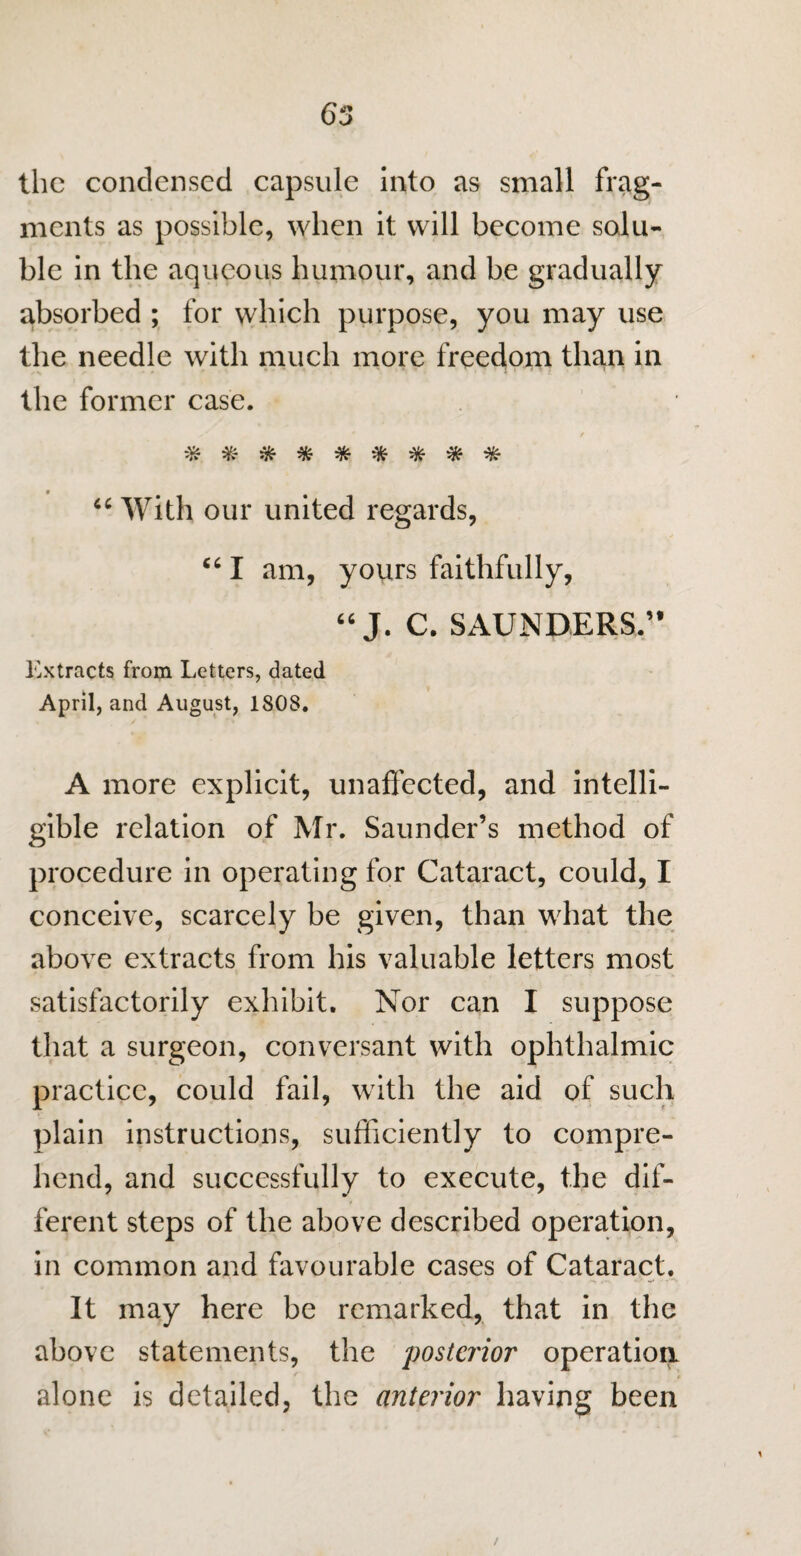 63
the condensed capsule into as small frag-
ments as possible, when it will become solu-
ble in the aqueous humour, and be gradually
absorbed ; for which purpose, you may use
the needle with much more freedom than in
the former case.
* * * * * * * * *
“ With our united regards,
“ I am, yours faithfully,
“ J. C. SAUNDERS.”
Extracts from Letters, dated
April, and August, 1808.
A more explicit, unaffected, and intelli-
gible relation of Mr. Saunder’s method of
procedure in operating for Cataract, could, I
conceive, scarcely be given, than what the
above extracts from his valuable letters most
satisfactorily exhibit. Nor can I suppose
that a surgeon, conversant with ophthalmic
practice, could fail, with the aid of such
plain instructions, sufficiently to compre-
hend, and successfully to execute, the dif-
ferent steps of the above described operation,
in common and favourable cases of Cataract.
It may here be remarked, that in the
above statements, the posterior operation
alone is detailed, the anterior having been